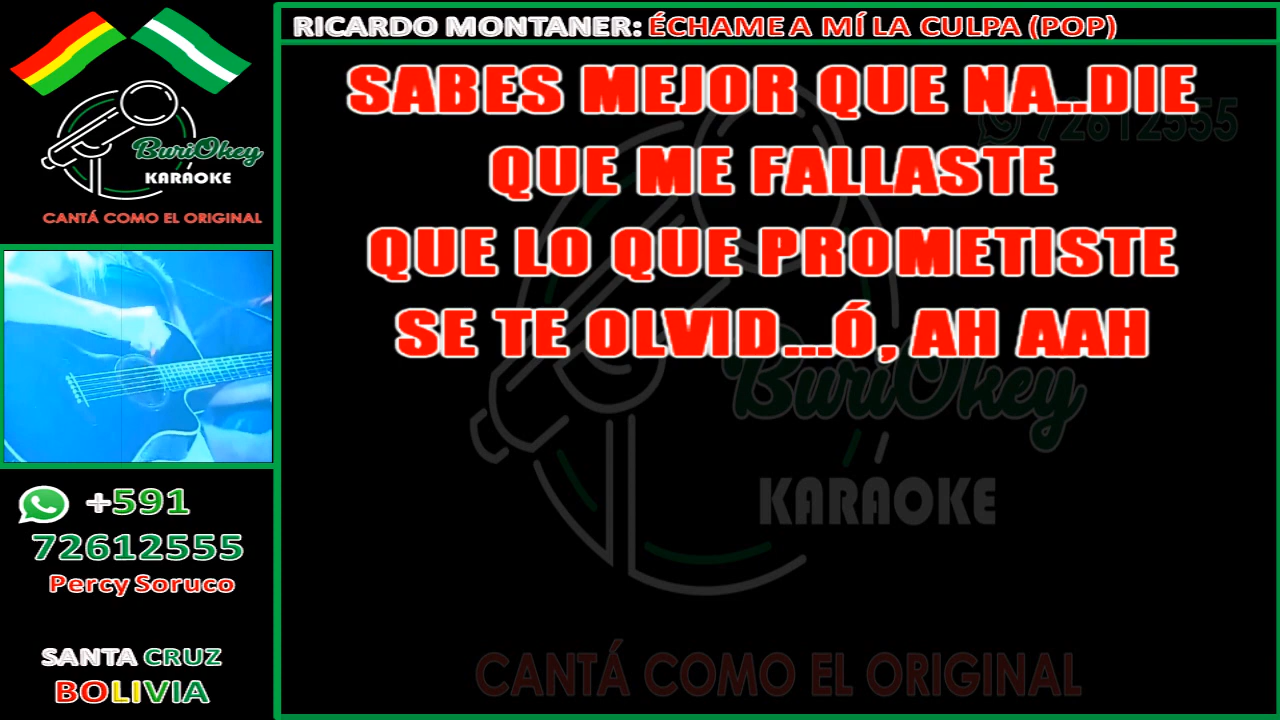 RICARDO MONTANER: ÉCHAME A MÍ LA CULPA (POP)
BuriOkey
KARAOKE
CANTÁ COMO EL ORIGINAL
SABES MEJOR QUE NA..DIE
QUE ME FALLASTE
QUE LO QUE PROMETISTE
SE TE OLVID...Ó, AH AAH
72612555
BuriOkey
KARAOKE
CANTÁ COMO EL ORIGINAL
+591
72612555
Percy Soruco
SANTA CRUZ
BOLIVIA